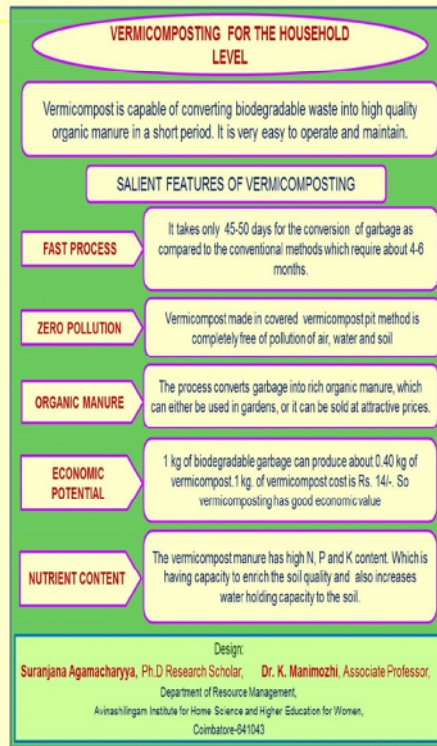 VERMICOMPOSTING FOR THE HOUSEHOLD
LEVEL
Vermicompost is capable of converting biodegradable waste into high quality
organic manure in a short period. It is very easy to operate and maintain.
SALIENT FEATURES OF VERMICOMPOSTING
FAST PROCESS
It takes only 45-50 days for the conversion of garbage as
compared to the conventional methods which require about 4-6
months.
ZERO POLLUTION
Vermicompost made in covered vermicompost pit method is
completely free of pollution of air, water and soil
ORGANIC MANURE
The process converts garbage into rich organic manure, which
can either be used in gardens, or it can be sold at attractive prices.
ECONOMIC
POTENTIAL
1 kg of biodegradable garbage can produce about 0.40 kg of
vermicompost.1 kg. of vermicompost cost is Rs. 14/-. So
vermicomposting has good economic value
NUTRIENT CONTENT
The vermicompost manure has high N, P and K content. Which is
having capacity to enrich the soil quality and also increases
water holding capacity to the soil.
Design:
Suranjana Agamacharyya, Ph.D Research Scholar, Dr. K. Manimozhi, Associate Professor,
Department of Resource Management,
Avinashilingam Institute for Home Science and Higher Education for Women,
Coimbatore-641043